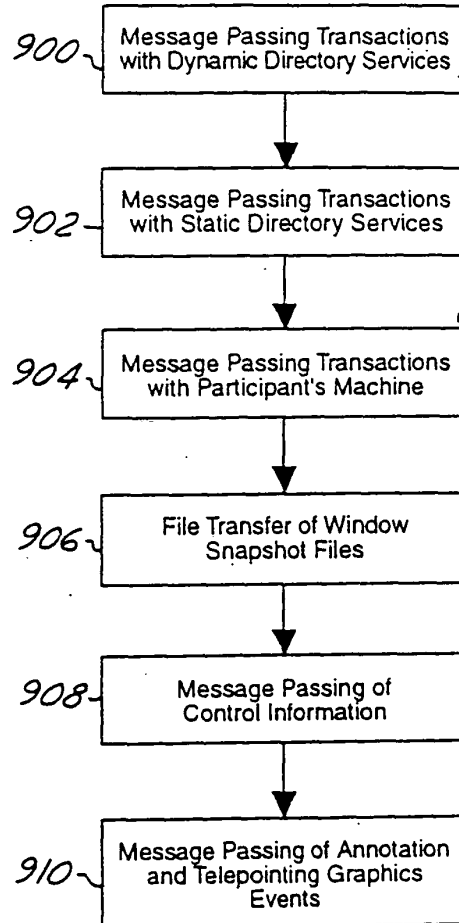 900
Message Passing Transactions
with Dynamic Directory Services
902
Message Passing Transactions
with Static Directory Services
904
Message Passing Transactions
with Participant's Machine
906
File Transfer of Window
Snapshot Files
908
Message Passing of
Control Information
910
Message Passing of Annotation
and Telepointing Graphics
Events